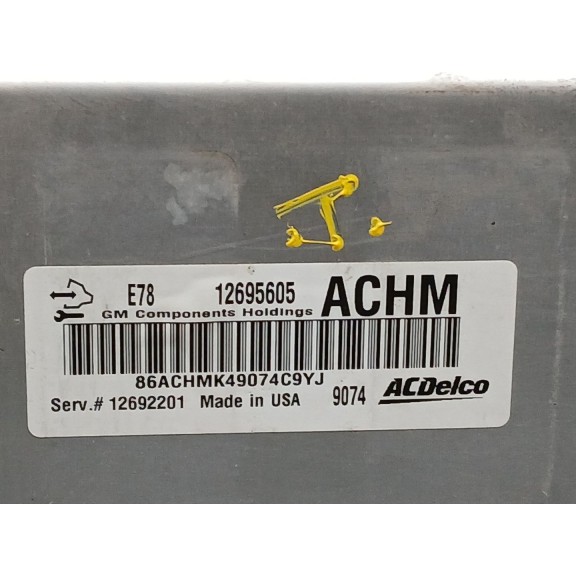 E78 12695605 ACHM
GM Components Holdings
86ACHMK49074C9YJ
Serv.# 12692201 Made in USA 9074 ACDelco